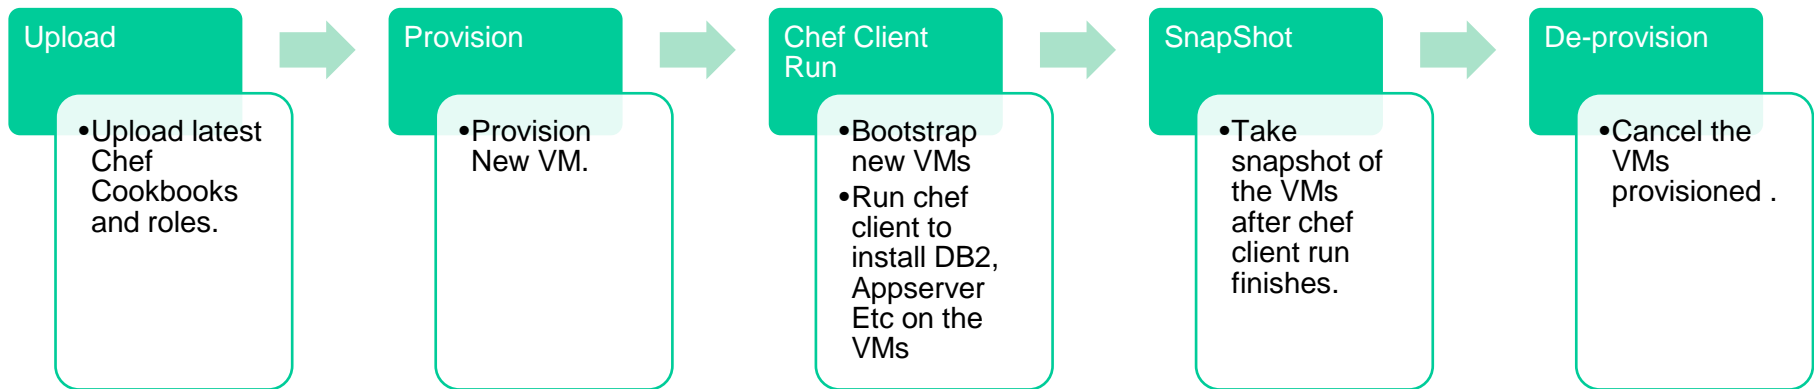 Upload
•Upload latest
Chef
Cookbooks
and roles.
Provision
•Provision
New VM.
Chef Client
Run
•Bootstrap
new VMs
•Run chef
client to
install DB2,
Appserver
Etc on the
VMs
SnapShot
•Take
snapshot of
the VMs
after chef
client run
finishes.
De-provision
•Cancel the
VMs
provisioned .